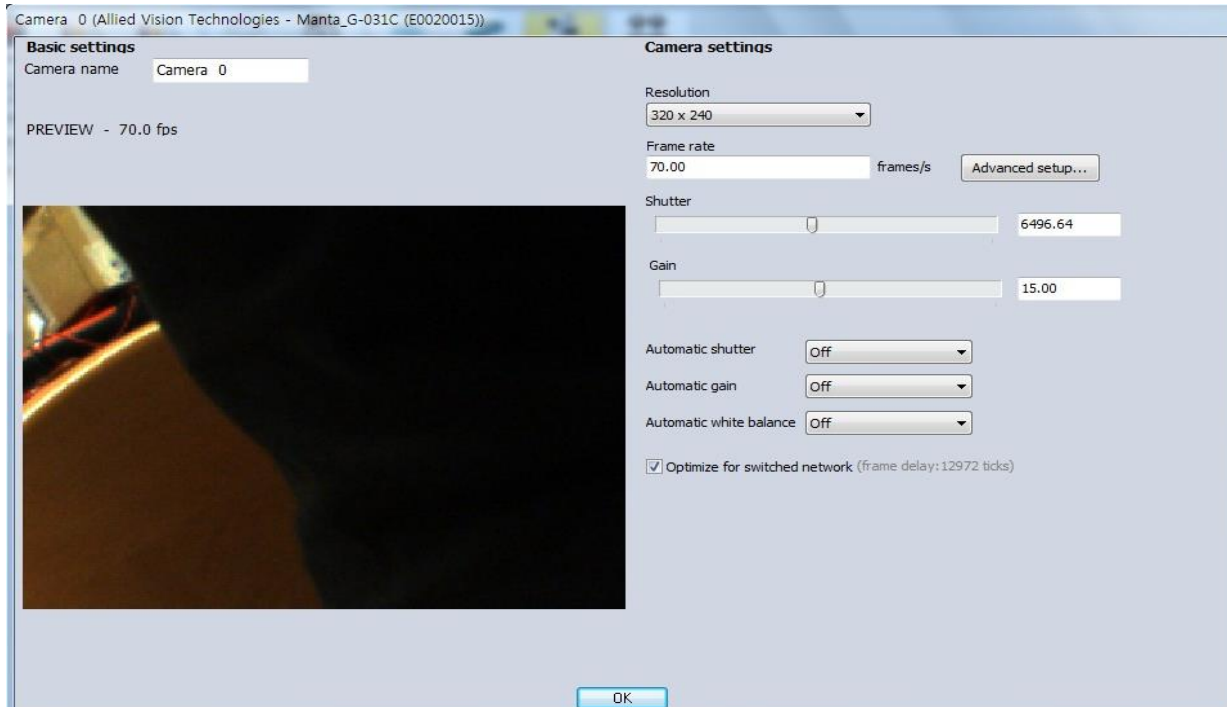 Camera 0 (Allied Vision Technologies - Manta_G-031C (E0020015))
Basic settings
Camera name Camera 0
PREVIEW - 70.0 fps
Camera settings
Resolution
320 x 240
Frame rate
70.00 frames/s Advanced setup...
Shutter
6496.64
Gain
15.00
Automatic shutter Off
Automatic gain Off
Automatic white balance Off
Optimize for switched network (frame delay:12972 ticks)
OK